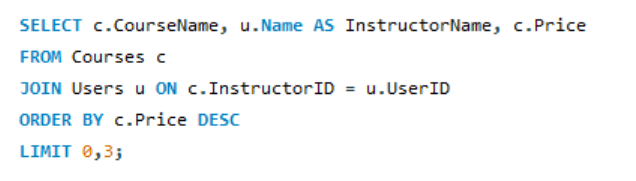 SELECT c.CourseName, u.Name AS InstructorName, c.Price
FROM Courses c
JOIN Users u ON c.InstructorID = u.UserID
ORDER BY c.Price DESC
LIMIT 0,3;